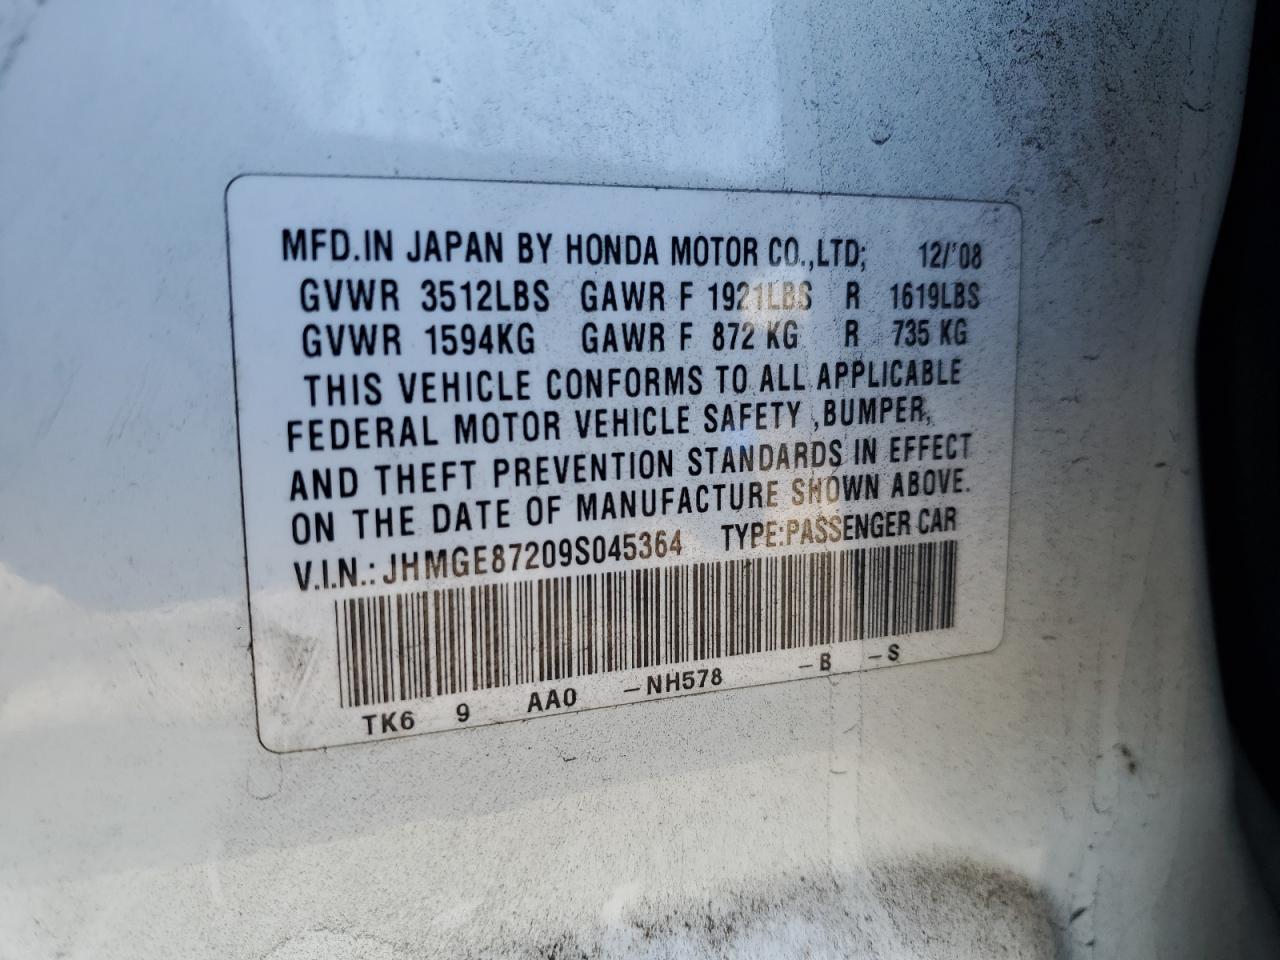 MFD.IN JAPAN BY HONDA MOTOR CO.,LTD; 12/'08
GVWR 3512LBS GAWR F 1921LBS R 1619LBS
GVWR 1594KG GAWR F 872 KG R 735 KG
THIS VEHICLE CONFORMS TO ALL APPLICABLE
FEDERAL MOTOR VEHICLE SAFETY ,BUMPER,
AND THEFT PREVENTION STANDARDS IN EFFECT
ON THE DATE OF MANUFACTURE SHOWN ABOVE.
V.I.N.: JHMGE87209S045364 TYPE:PASSENGER CAR
TK6 9 AA0 -NH578 -B -S